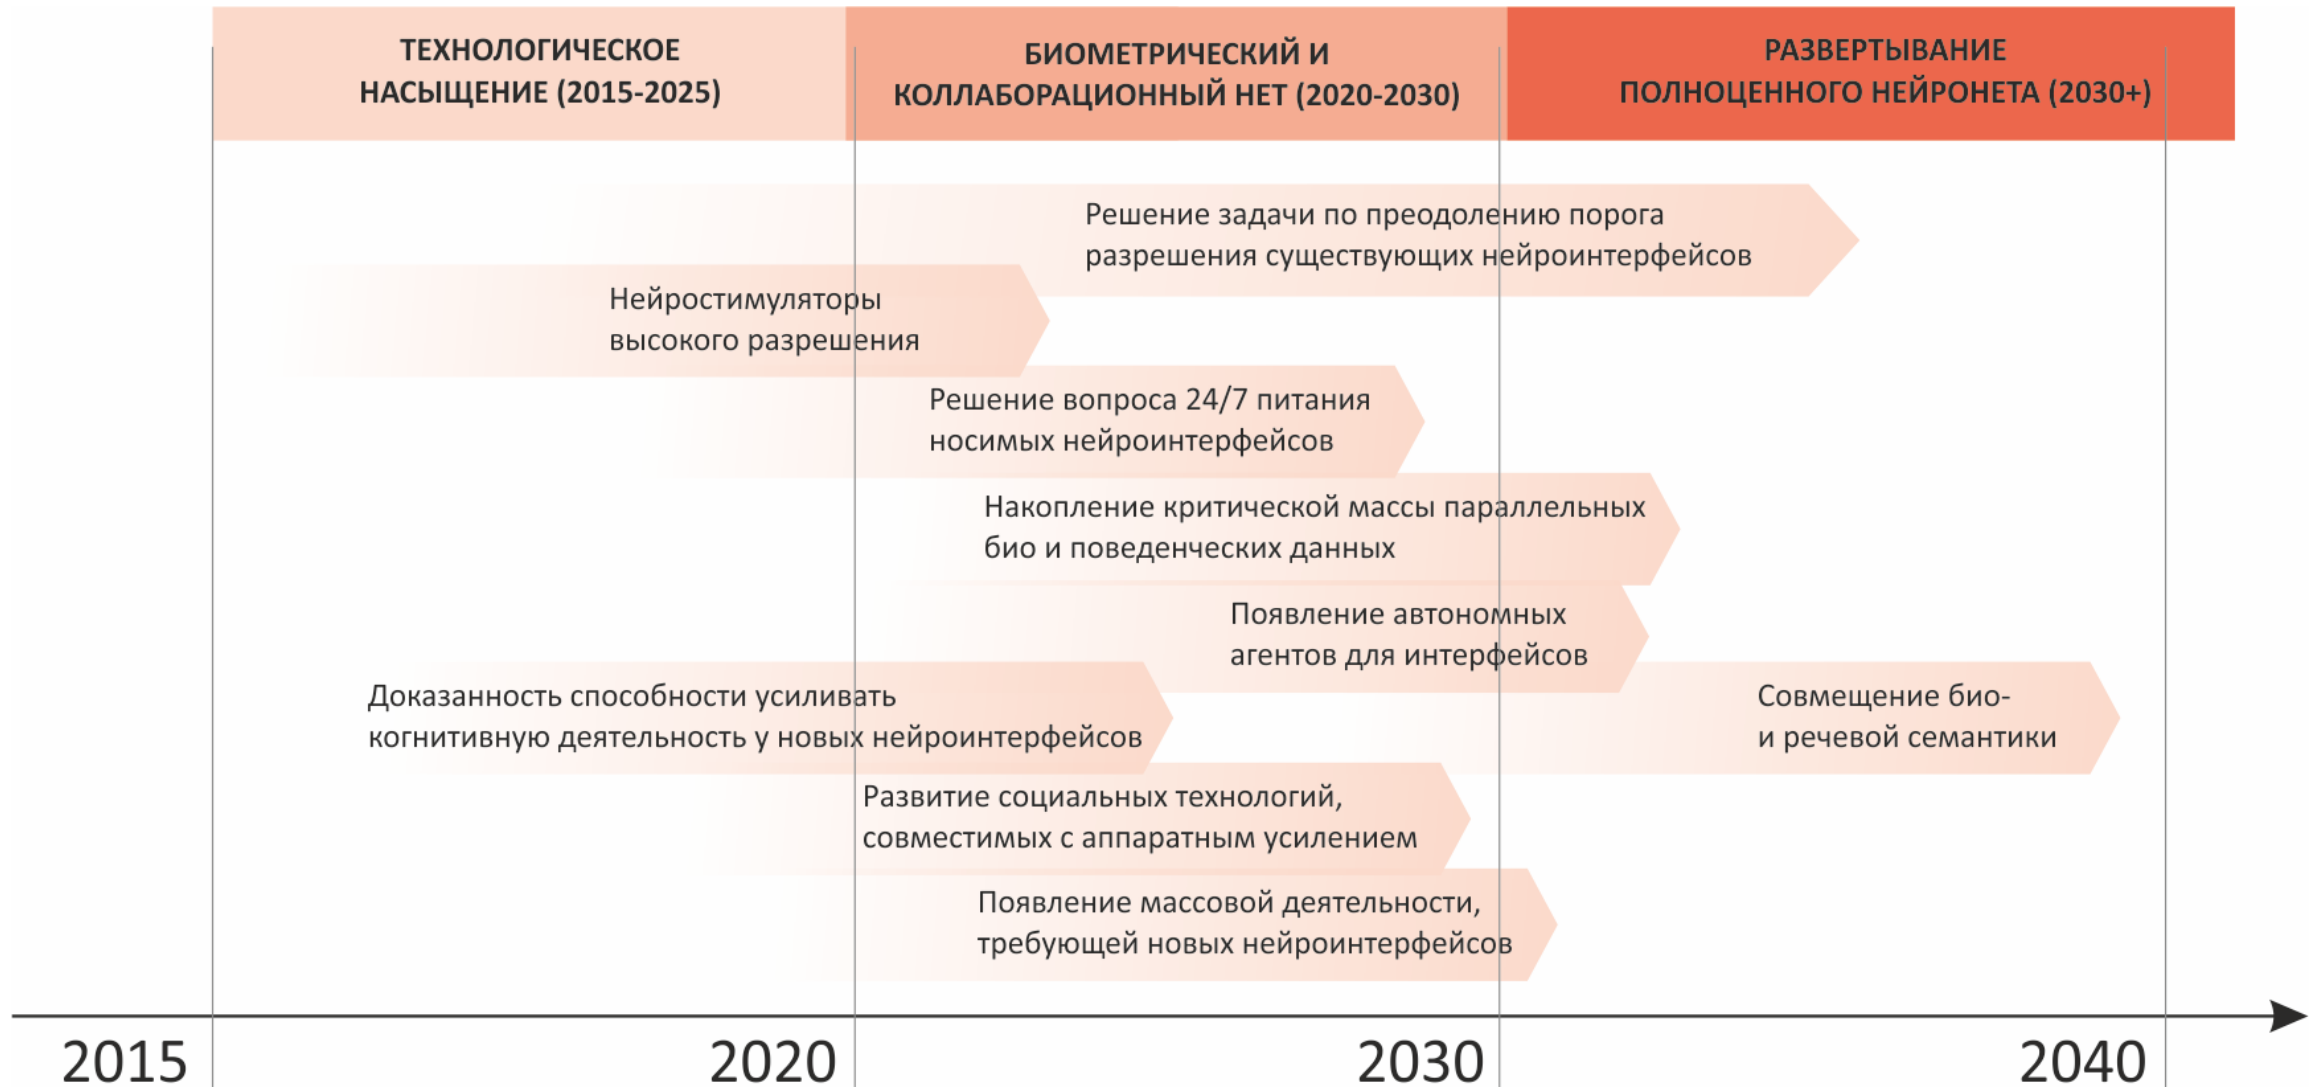 ТЕХНОЛОГИЧЕСКОЕ
НАСЫЩЕНИЕ (2015-2025)
БИОМЕТРИЧЕСКИЙ И
КОЛЛАБОРАЦИОННЫЙ НЕТ (2020-2030)
РАЗВЕРТЫВАНИЕ
ПОЛНОЦЕННОГО НЕЙРОНЕТА (2030+)
Решение задачи по преодолению порога
разрешения существующих нейроинтерфейсов
Нейростимуляторы
высокого разрешения
Решение вопроса 24/7 питания
носимых нейроинтерфейсов
Накопление критической массы параллельных
био и поведенческих данных
Появление автономных
агентов для интерфейсов
Доказанность способности усиливать
когнитивную деятельность у новых нейроинтерфейсов
Совмещение био-
и речевой семантики
Развитие социальных технологий,
совместимых с аппаратным усилением
Появление массовой деятельности,
требующей новых нейроинтерфейсов
2015
2020
2030
2040